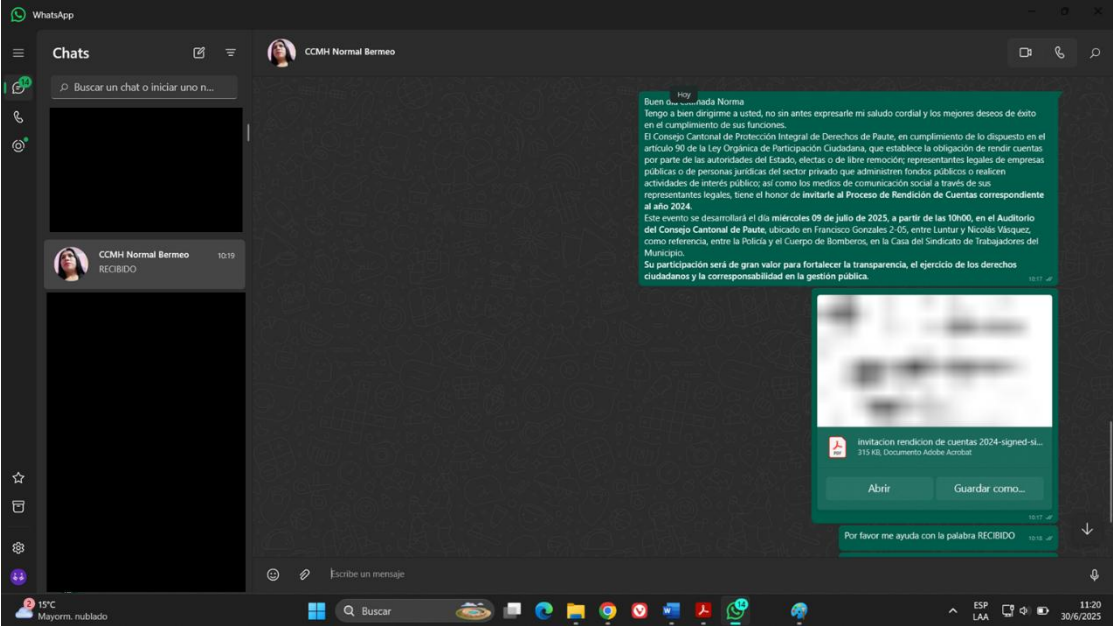 WhatsApp
Chats
Buscar un chat o iniciar uno n...
14
CCMH Normal Bermeo
10:19
RECIBIDO
CCMH Normal Bermeo
Hoy
Buen día estimada Norma
Tengo a bien dirigirme a usted, no sin antes expresarle mi saludo cordial y los mejores deseos de éxito
en el cumplimiento de sus funciones.
El Consejo Cantonal de Protección Integral de Derechos de Paute, en cumplimiento de lo dispuesto en el
artículo 90 de la Ley Orgánica de Participación Ciudadana, que establece la obligación de rendir cuentas
por parte de las autoridades del Estado, electas o de libre remoción; representantes legales de empresas
públicas o de personas jurídicas del sector privado que administren fondos públicos o realicen
actividades de interés público; así como los medios de comunicación social a través de sus
representantes legales, tiene el honor de invitarle al Proceso de Rendición de Cuentas correspondiente
al año 2024.
Este evento se desarrollará el día miércoles 09 de julio de 2025, a partir de las 10h00, en el Auditorio
del Consejo Cantonal de Paute, ubicado en Francisco Gonzales 2-05, entre Luntur y Nicolás Vásquez,
como referencia, entre la Policía y el Cuerpo de Bomberos, en la Casa del Sindicato de Trabajadores del
Municipio.
Su participación será de gran valor para fortalecer la transparencia, el ejercicio de los derechos
ciudadanos y la corresponsabilidad en la gestión pública.
10:17
invitacion rendicion de cuentas 2024-signed-si...
PDF
315 KB, Documento Adobe Acrobat
Abrir
Guardar como...
10:17
Por favor me ayuda con la palabra RECIBIDO
10:18
Escribe un mensaje
2
15°C
Mayorm. nublado
Buscar
14
ESP
LAA
11:20
30/6/2025